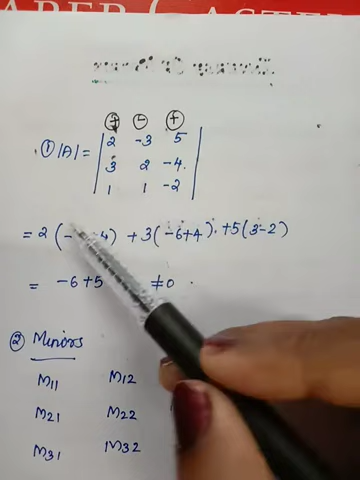 ⊕ ⊖ ⊕
① |A| = | 2 -3 5 |
| 3 2 -4 |
| 1 1 -2 |
= 2 ( - 4) + 3 (-6+4) + 5 (3-2)
= -6+5 ≠0
② Minors
M11 M12
M21 M22
M31 M32